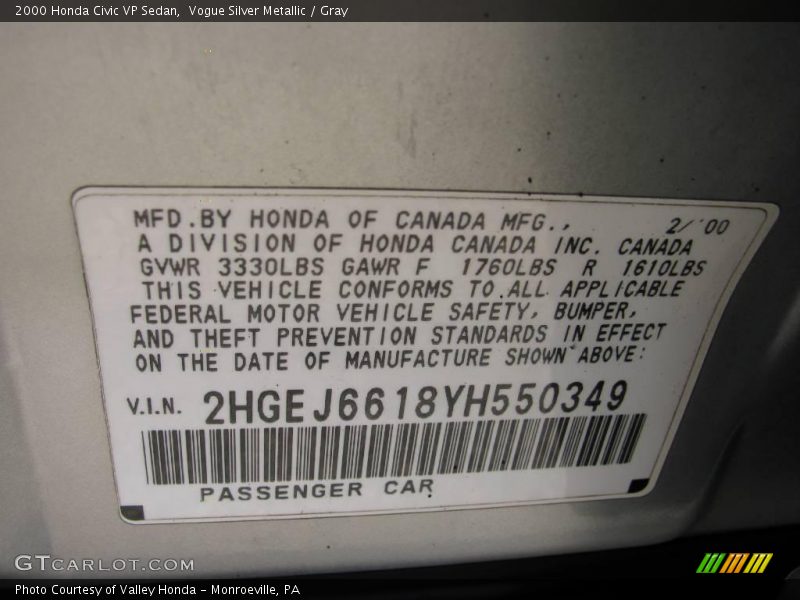 2000 Honda Civic VP Sedan,  Vogue Silver Metallic / Gray
MFD.BY HONDA OF CANADA MFG., 2/'00
A DIVISION OF HONDA CANADA INC. CANADA
GVWR 3330LBS GAWR F 1760LBS R 1610LBS
THIS VEHICLE CONFORMS TO ALL APPLICABLE
FEDERAL MOTOR VEHICLE SAFETY, BUMPER,
AND THEFT PREVENTION STANDARDS IN EFFECT
ON THE DATE OF MANUFACTURE SHOWN ABOVE:
V.I.N. 2HGEJ6618YH550349
PASSENGER CAR
GTCARLOT.COM
Photo Courtesy of Valley Honda – Monroeville, PA